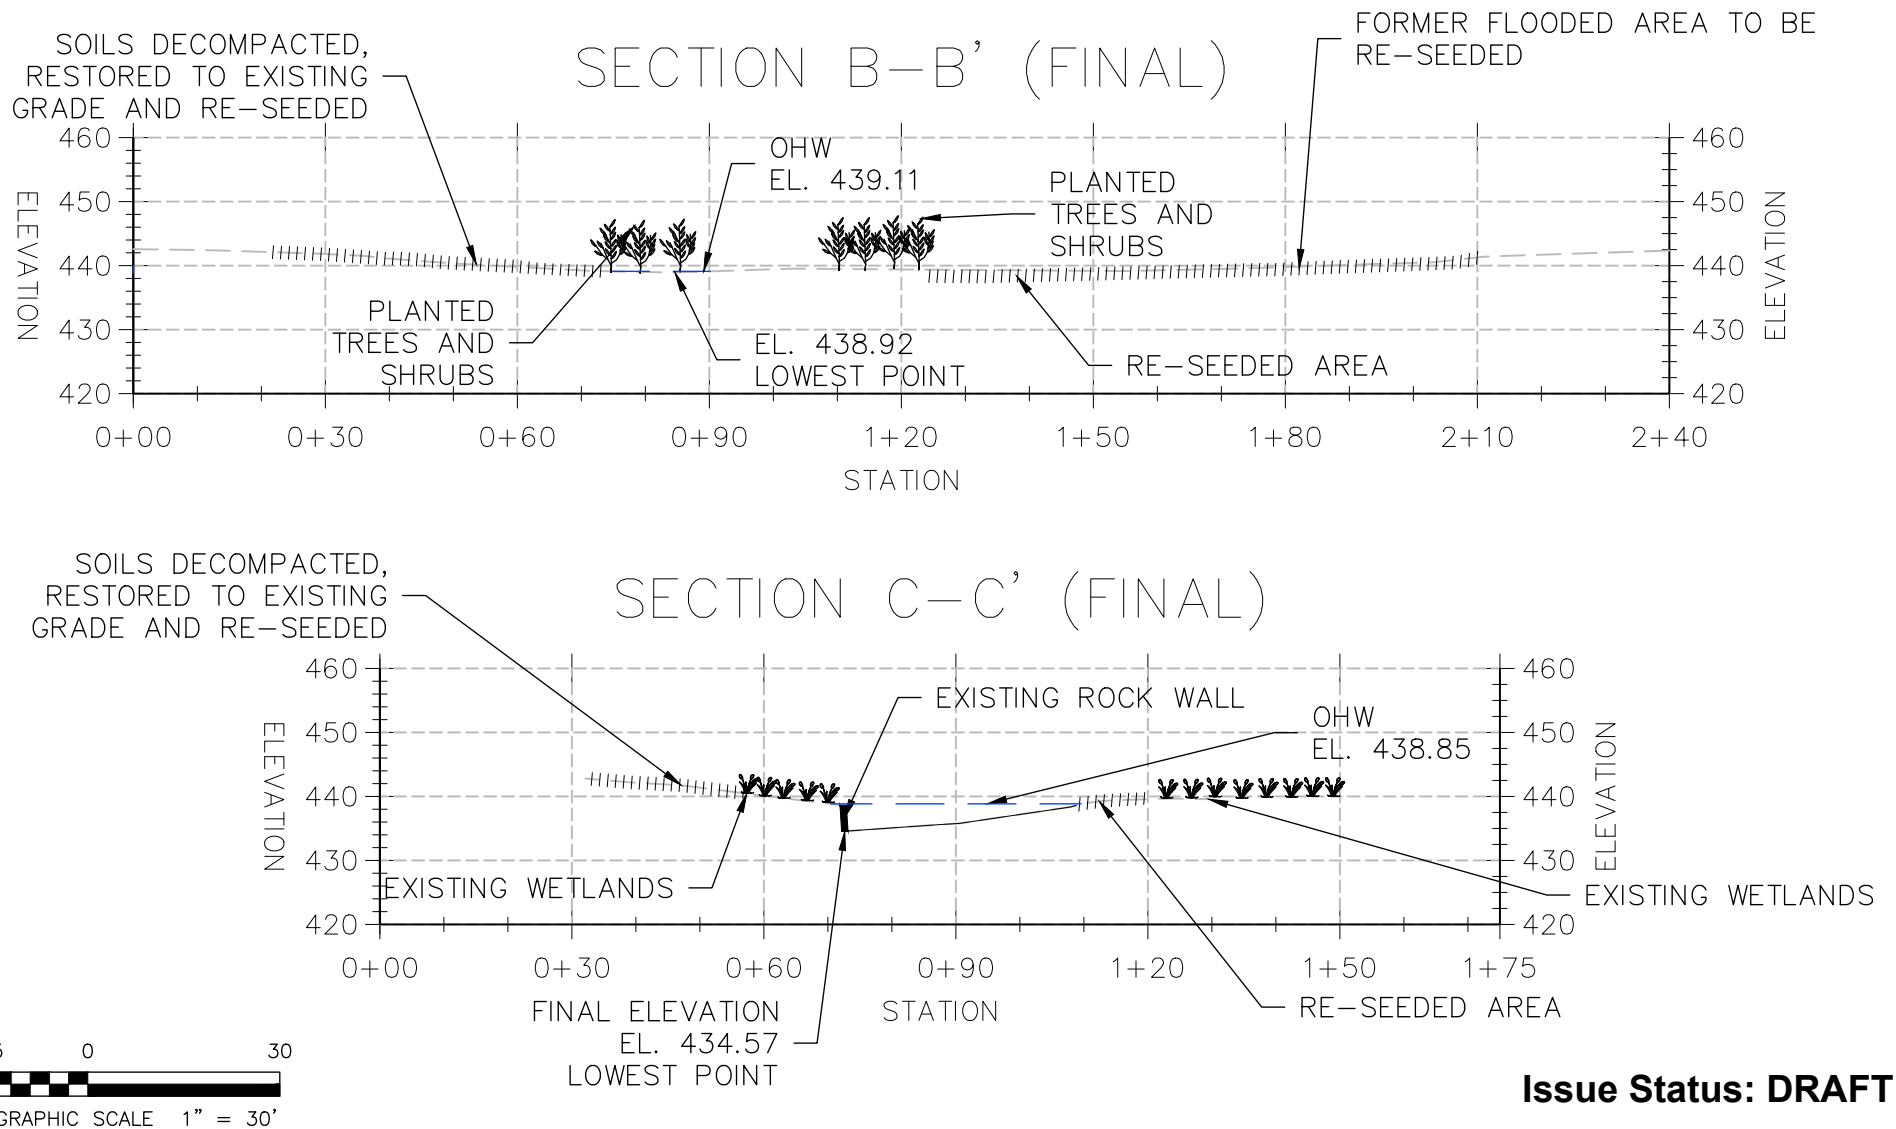 SOILS DECOMPACTED,
RESTORED TO EXISTING
GRADE AND RE-SEEDED
SECTION B-B' (FINAL)
FORMER FLOODED AREA TO BE
RE-SEEDED
460
450
440
430
420
ELEVATION
OHW
EL. 439.11
PLANTED
TREES AND
SHRUBS
PLANTED
TREES AND
SHRUBS
EL. 438.92
LOWEST POINT
RE-SEEDED AREA
460
450
440
430
420
ELEVATION
0+00 0+30 0+60 0+90 1+20 1+50 1+80 2+10 2+40
STATION
SOILS DECOMPACTED,
RESTORED TO EXISTING
GRADE AND RE-SEEDED
SECTION C-C' (FINAL)
460
450
440
430
420
ELEVATION
EXISTING ROCK WALL
OHW
EL. 438.85
EXISTING WETLANDS
460
450
440
430
420
ELEVATION
EXISTING WETLANDS
0+00 0+30 0+60 0+90 1+20 1+50 1+75
STATION
FINAL ELEVATION
EL. 434.57
LOWEST POINT
RE-SEEDED AREA
0 30
GRAPHIC SCALE 1" = 30'
Issue Status: DRAFT